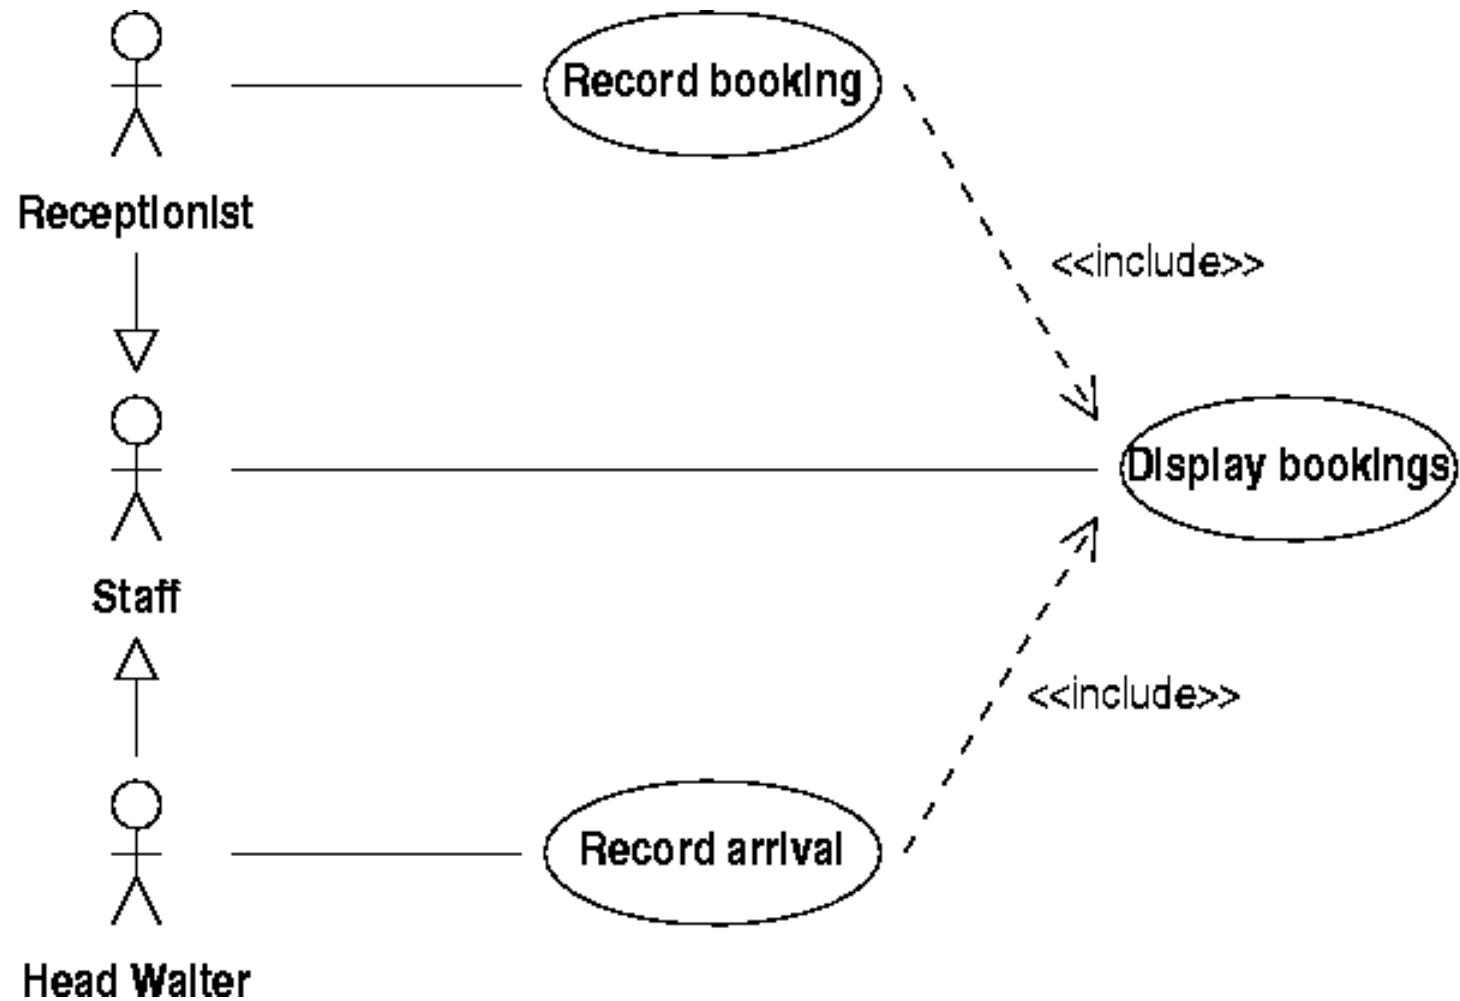 Record booking
Receptionist
<<include>>
Display bookings
Staff
<<include>>
Record arrival
Head Waiter